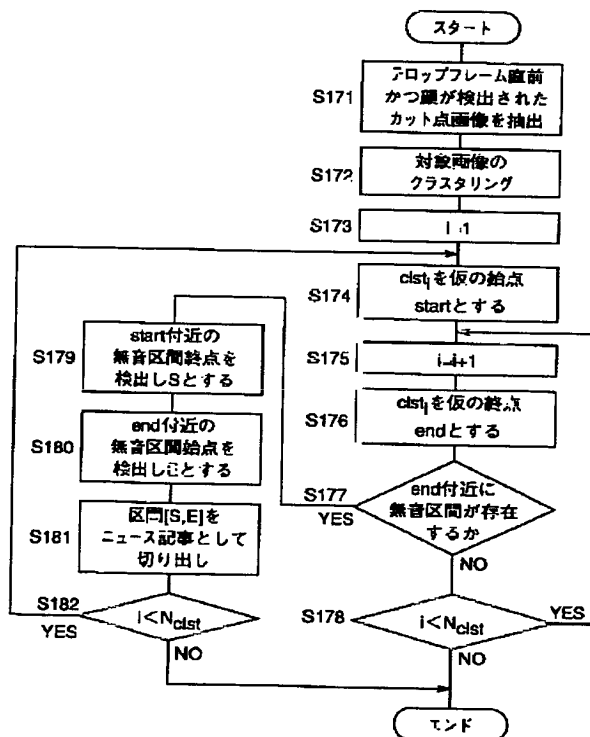 スタート
S171
テロップフレーム直前
かつ顔が検出された
カット点画像を抽出
S172
対象画像の
クラスタリング
S173
i=1
S174
clstiを仮の始点
startとする
S175
i=i+1
S176
clstiを仮の終点
endとする
S177
YES
end付近に
無音区間が存在
するか
NO
S178
i<Nclst
YES
NO
S179
start付近の
無音区間終点を
検出しSとする
S180
end付近の
無音区間始点を
検出しEとする
S181
区間[S,E]を
ニュース記事として
切り出し
S182
YES
i<Nclst
NO
エンド